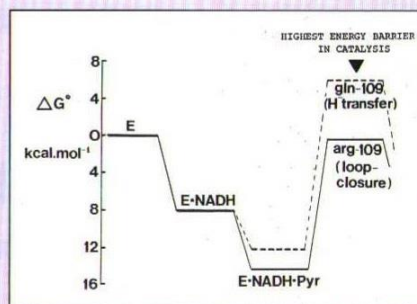 HIGHEST ENERGY BARRIER
IN CATALYSIS
8
gln-109
(H transfer)
4
ΔG°
E
0
arg-109
(loop-
closure)
kcal.mol⁻¹
E·NADH
8
12
E·NADH·Pyr
16